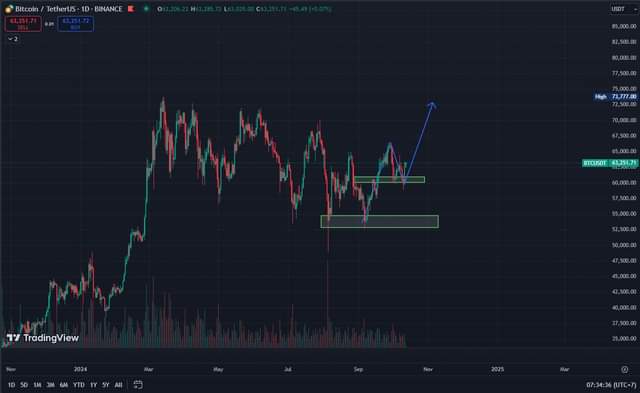 Bitcoin / TetherUS · 1D · BINANCE
O63,206.22 H63,285.73 L63,020.00 C63,251.71 +45.49 (+0.07%)
USDT
63,251.71
SELL
0.01
63,251.72
BUY
2
85,000.00
82,500.00
80,000.00
77,500.00
75,000.00
High 73,777.00
70,000.00
67,500.00
65,000.00
BTCUSDT 63,251.71
60,000.00
57,500.00
55,000.00
52,500.00
50,000.00
47,500.00
45,000.00
42,500.00
40,000.00
37,500.00
35,000.00
TradingView
Nov
2024
Mar
May
Jul
Sep
Nov
2025
Mar
1D 5D 1M 3M 6M YTD 1Y 5Y All
07:34:36 (UTC+7)